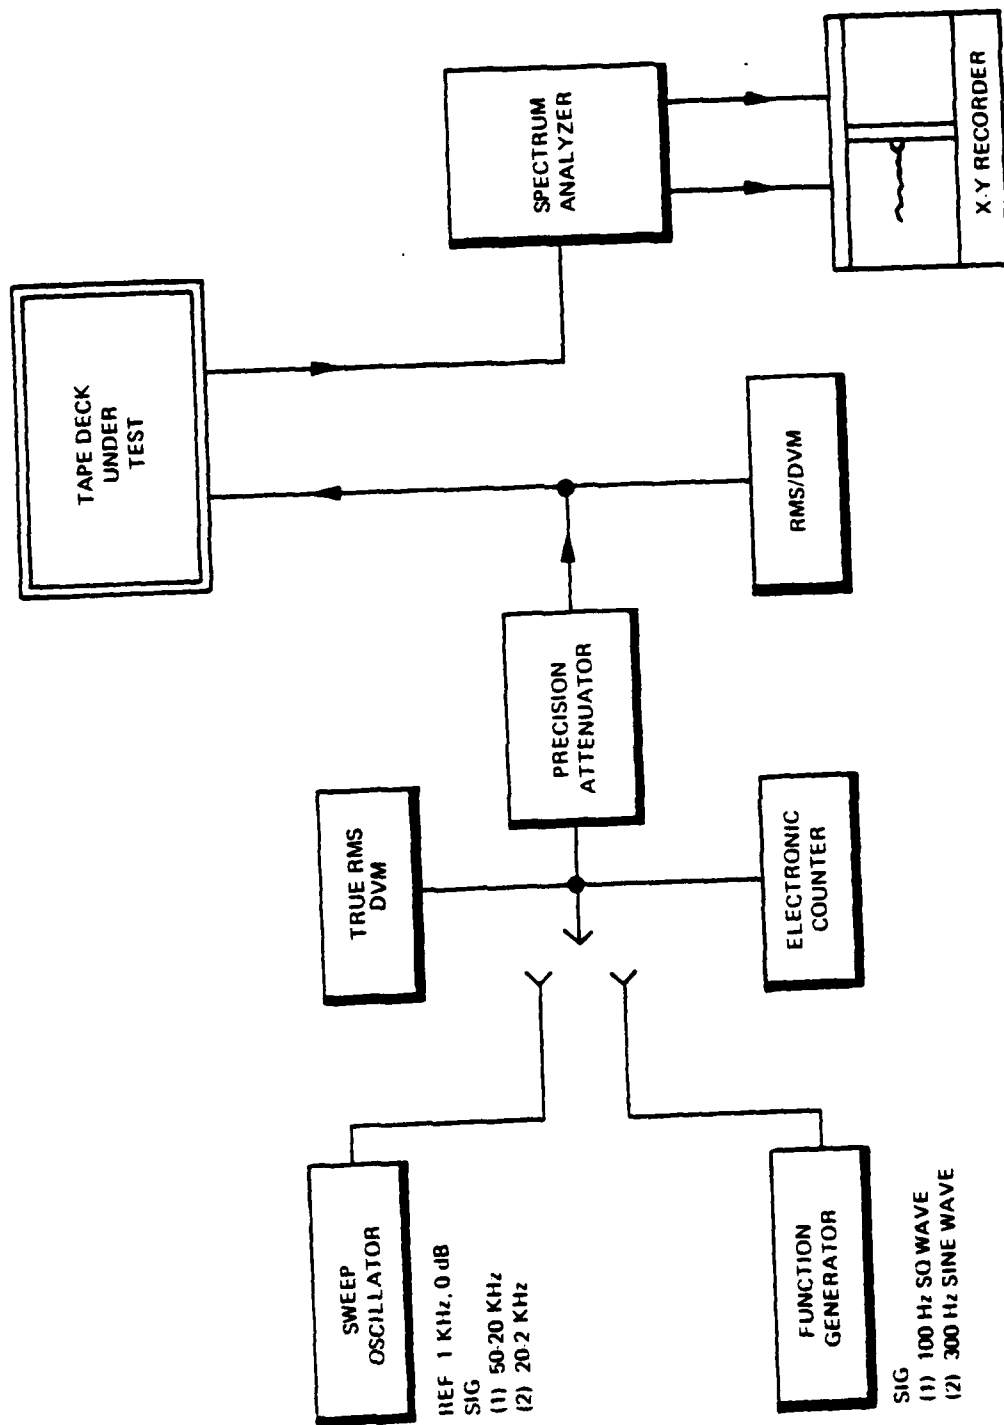 TAPE DECK
UNDER
TEST
SPECTRUM
ANALYZER
X-Y RECORDER
TRUE RMS
DVM
PRECISION
ATTENUATOR
RMS/DVM
ELECTRONIC
COUNTER
SWEEP
OSCILLATOR
REF 1 KHz, 0 dB
SIG
(1) 50-20 KHz
(2) 20-2 KHz
FUNCTION
GENERATOR
SIG
(1) 100 Hz SQ WAVE
(2) 300 Hz SINE WAVE